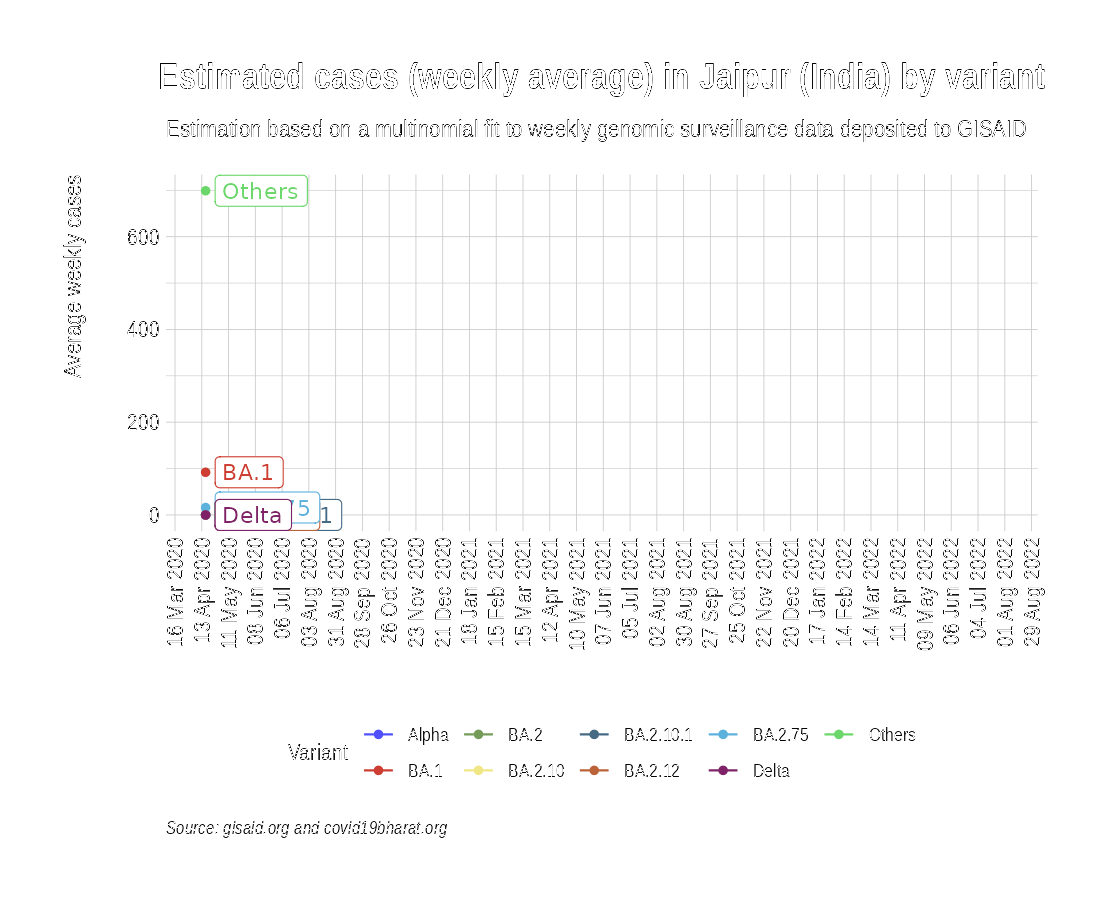 Estimated cases (weekly average) in Jaipur (India) by variant
Estimation based on a multinomial fit to weekly genomic surveillance data deposited to GISAID
Average weekly cases
600
400
200
0
Others
BA.1
75
1
Delta
16 Mar 2020
13 Apr 2020
11 May 2020
08 Jun 2020
06 Jul 2020
03 Aug 2020
31 Aug 2020
28 Sep 2020
26 Oct 2020
23 Nov 2020
21 Dec 2020
18 Jan 2021
15 Feb 2021
15 Mar 2021
12 Apr 2021
10 May 2021
07 Jun 2021
05 Jul 2021
02 Aug 2021
30 Aug 2021
27 Sep 2021
25 Oct 2021
22 Nov 2021
20 Dec 2021
17 Jan 2022
14 Feb 2022
14 Mar 2022
11 Apr 2022
09 May 2022
06 Jun 2022
04 Jul 2022
01 Aug 2022
29 Aug 2022
Variant
Alpha BA.2 BA.2.10.1 BA.2.75 Others
BA.1 BA.2.10 BA.2.12 Delta
Source: gisaid.org and covid19bharat.org